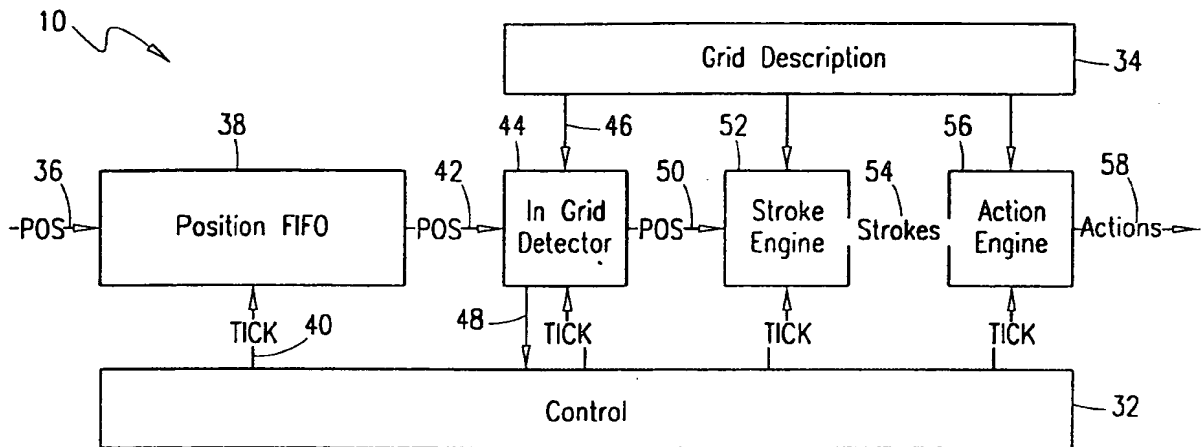 10
Grid Description
34
38
44
46
52
56
36
42
50
54
58
POS
Position FIFO
POS
In Grid
Detector
POS
Stroke
Engine
Strokes
Action
Engine
Actions
TICK
40
48
TICK
TICK
TICK
Control
32